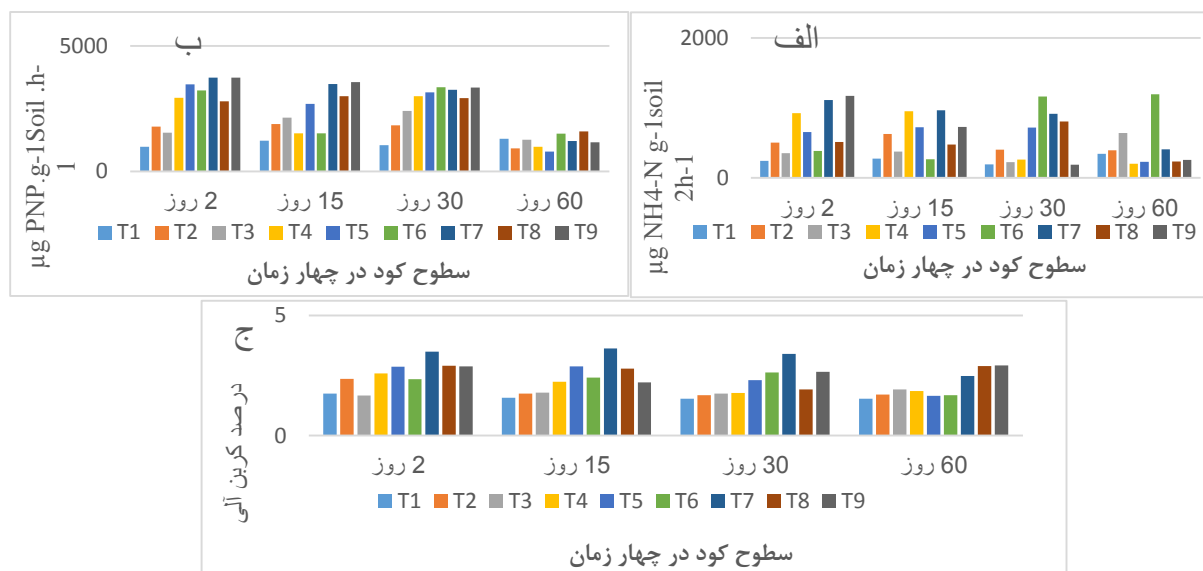 الف
2000
0
µg NH4-N g-1soil
2h-1
2 روز
15 روز
30 روز
60 روز
T1 T2 T3 T4 T5 T6 T7 T8 T9
سطوح کود در چهار زمان
ب
5000
0
µg PNP.g-1Soil .h-
1
2 روز
15 روز
30 روز
60 روز
T1 T2 T3 T4 T5 T6 T7 T8 T9
سطوح کود در چهار زمان
ج
5
0
درصد کربن آلی
2 روز
15 روز
30 روز
60 روز
T1 T2 T3 T4 T5 T6 T7 T8 T9
سطوح کود در چهار زمان